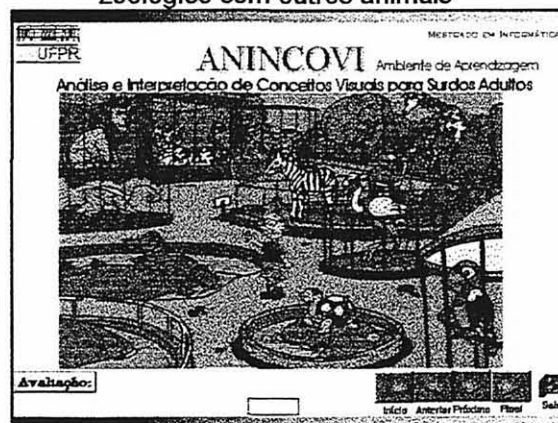 zoológico com outros animais
UFPR
MESTRADO EM INFORMÁTICA
ANINCOVI Ambiente de Aprendizagem
Análise e Interpretação de Conceitos Visuais para Surdos Adultos
Avaliação:
Início Anterior Próximo Final